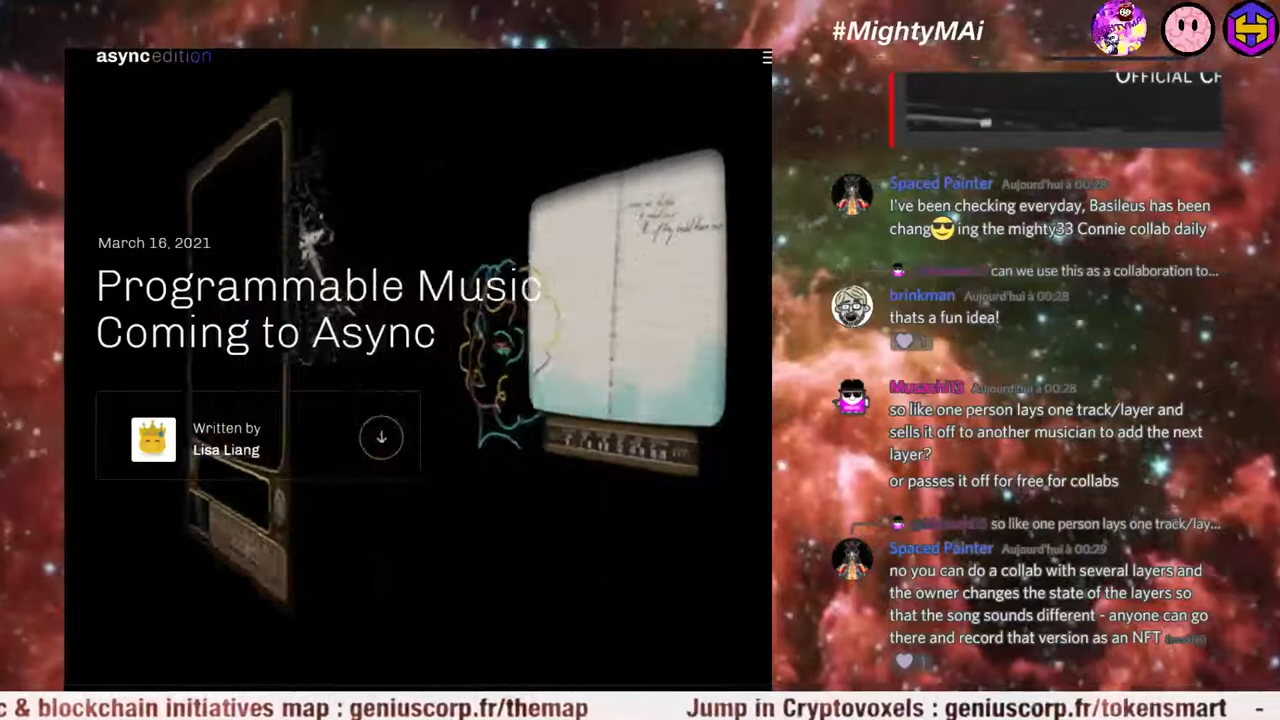 #MightyMAi
OFFICIAL CH
asyncedition
March 16, 2021
Programmable Music
Coming to Async
Written by
Lisa Liang
Spaced Painter Aujourd'hui à 00:28
I've been checking everyday, Basileus has been
chang😎ing the mighty33 Connie collab daily
can we use this as a collaboration to...
brinkman Aujourd'hui à 00:28
thats a fun idea!
Musashi13 Aujourd'hui à 00:28
so like one person lays one track/layer and
sells it off to another musician to add the next
layer?
or passes it off for free for collabs
so like one person lays one track/lay...
Spaced Painter Aujourd'hui à 00:29
no you can do a collab with several layers and
the owner changes the state of the layers so
that the song sounds different - anyone can go
there and record that version as an NFT
1
c & blockchain initiatives map : geniuscorp.fr/themap Jump in Cryptovoxels : geniuscorp.fr/tokensmart -